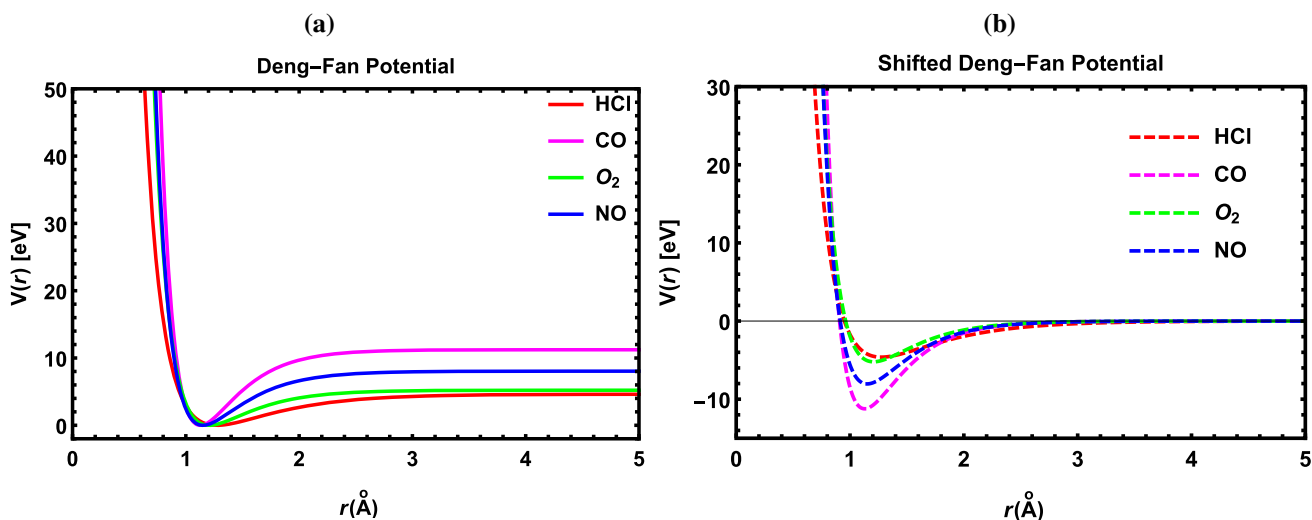 (a)
Deng–Fan Potential
50
40
30
20
10
0
V(r) [eV]
HCl
CO
O₂
NO
0 1 2 3 4 5
r(Å)
(b)
Shifted Deng–Fan Potential
30
20
10
0
−10
V(r) [eV]
HCl
CO
O₂
NO
0 1 2 3 4 5
r(Å)